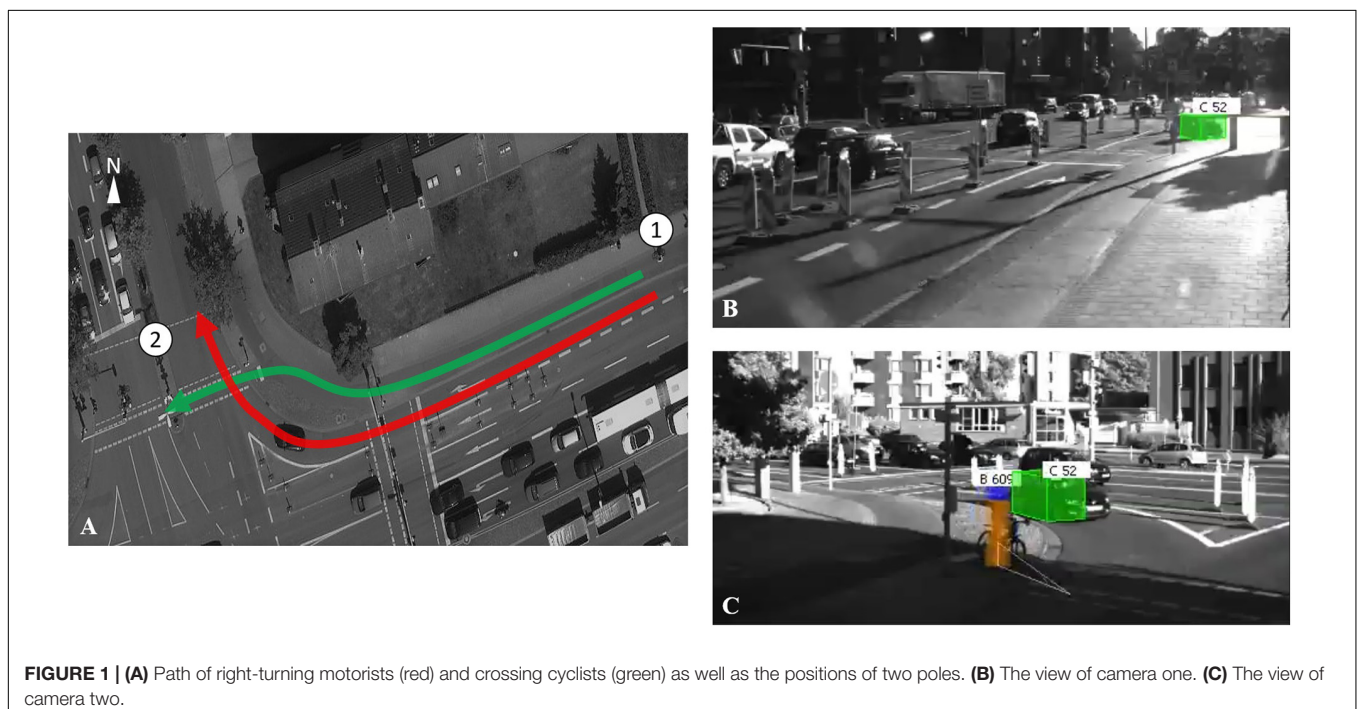 N
1
2
A
C 52
B
B 609
C 52
C
FIGURE 1 | (A) Path of right-turning motorists (red) and crossing cyclists (green) as well as the positions of two poles. (B) The view of camera one. (C) The view of
camera two.